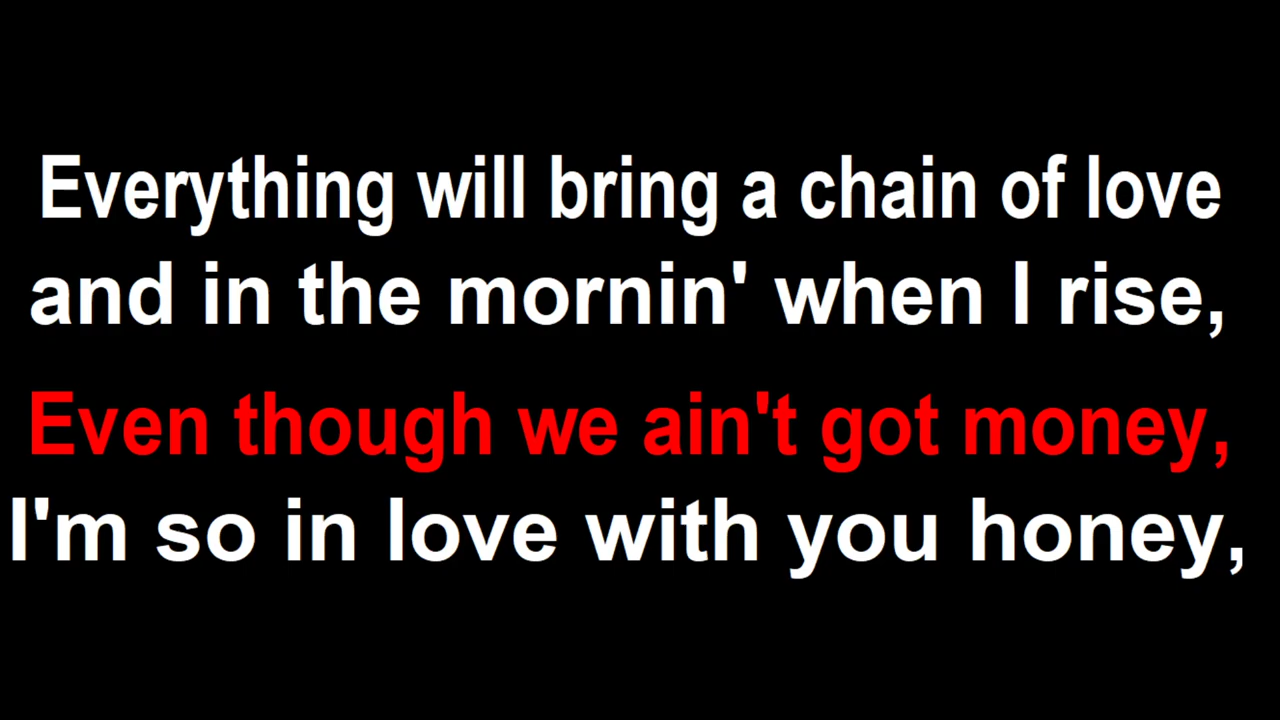 Everything will bring a chain of love
and in the mornin' when I rise,
Even though we ain't got money,
I'm so in love with you honey,